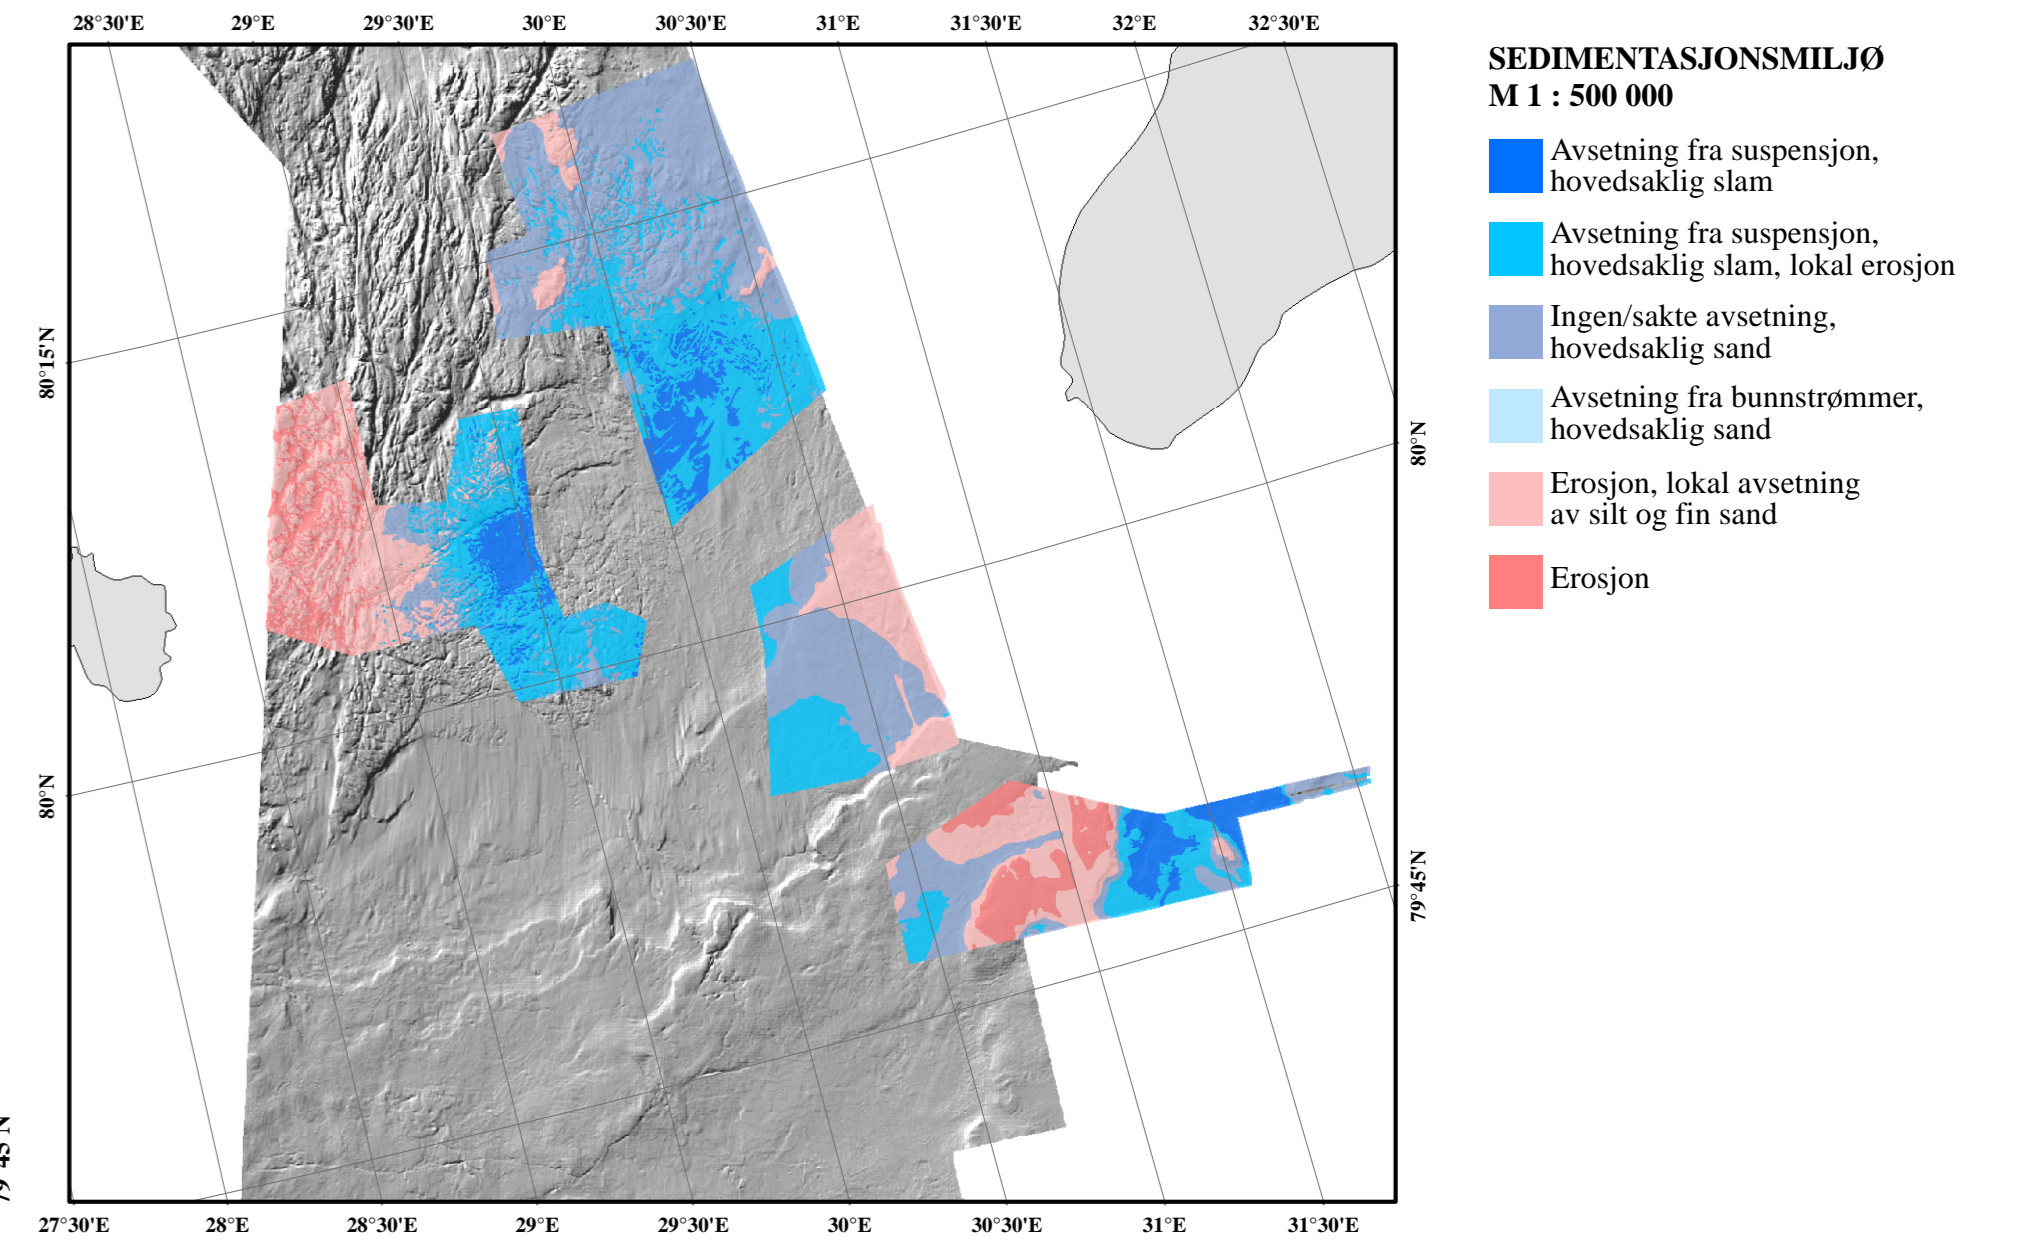 28°30'E 29°E 29°30'E 30°E 30°30'E 31°E 31°30'E 32°E 32°30'E
SEDIMENTASJONSMILJØ
M 1 : 500 000
Avsetning fra suspensjon,
hovedsaklig slam
Avsetning fra suspensjon,
hovedsaklig slam, lokal erosjon
Ingen/sakte avsetning,
hovedsaklig sand
Avsetning fra bunnstrømmer,
hovedsaklig sand
Erosjon, lokal avsetning
av silt og fin sand
Erosjon
80°15'N
80°N
79°45'N
80°N
79°45'N
27°30'E 28°E 28°30'E 29°E 29°30'E 30°E 30°30'E 31°E 31°30'E